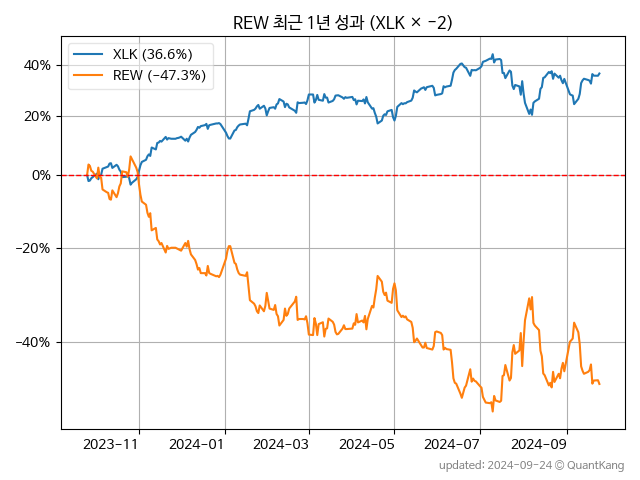 REW 최근 1년 성과 (XLK × −2)
XLK (36.6%)
REW (−47.3%)
40%
20%
0%
−20%
−40%
2023-11 2024-01 2024-03 2024-05 2024-07 2024-09
updated: 2024-09-24 @ QuantKang